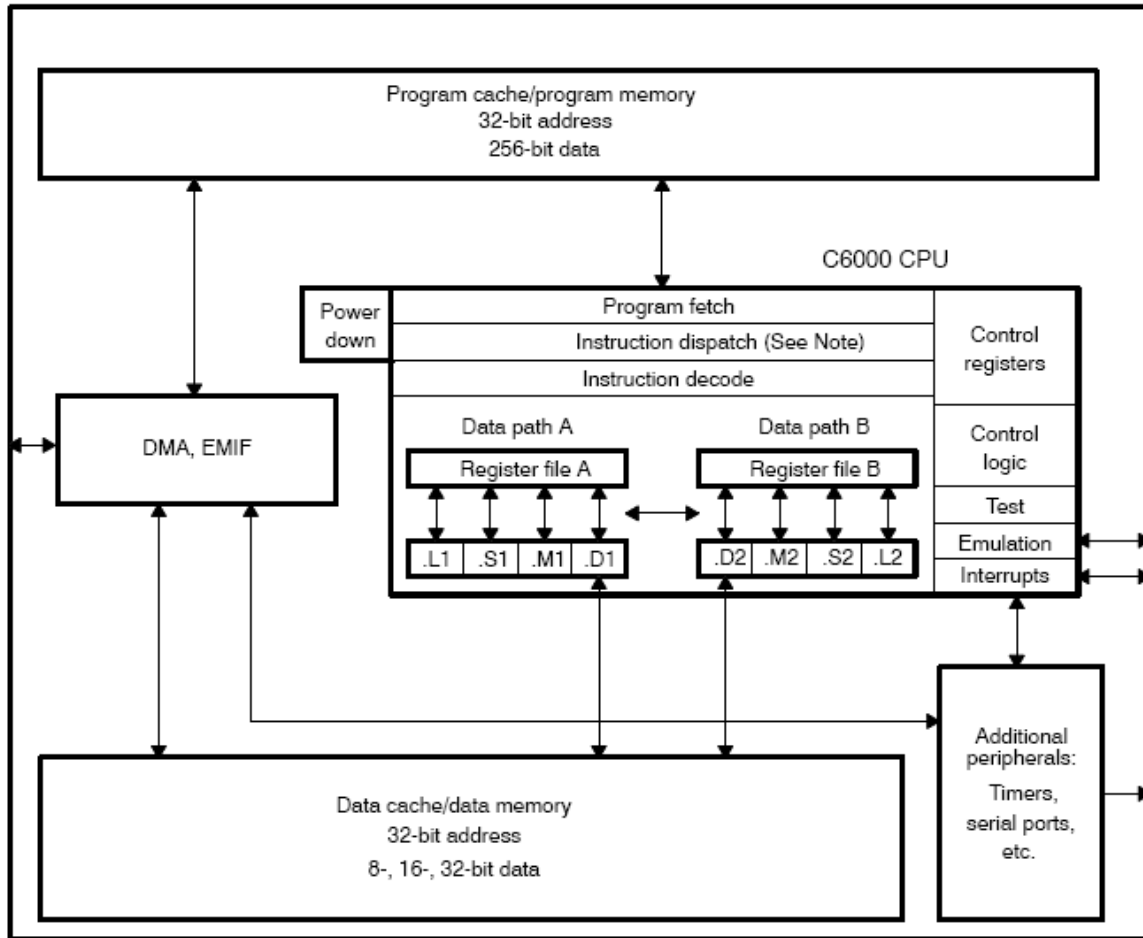 Program cache/program memory
32-bit address
256-bit data
C6000 CPU
Power
down
Program fetch
Instruction dispatch (See Note)
Instruction decode
Control
registers
Data path A
Data path B
DMA, EMIF
Register file A
Register file B
Control
logic
Test
.L1 .S1 .M1 .D1
.D2 .M2 .S2 .L2
Emulation
Interrupts
Additional
peripherals:
Timers,
serial ports,
etc.
Data cache/data memory
32-bit address
8-, 16-, 32-bit data